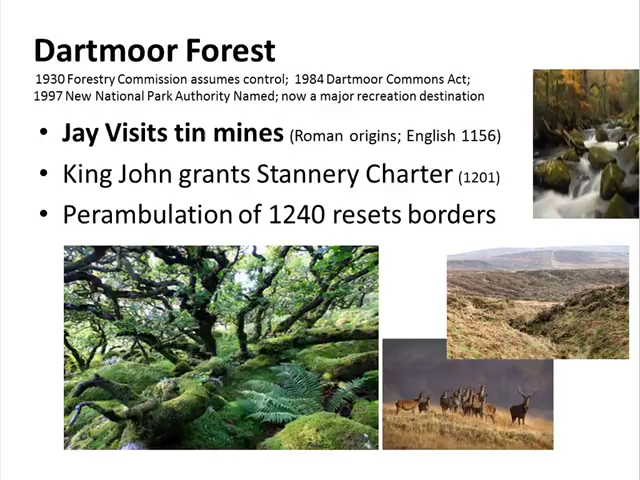 Dartmoor Forest
1930 Forestry Commission assumes control; 1984 Dartmoor Commons Act;
1997 New National Park Authority Named; now a major recreation destination
• Jay Visits tin mines (Roman origins; English 1156)
• King John grants Stannery Charter (1201)
• Perambulation of 1240 resets borders